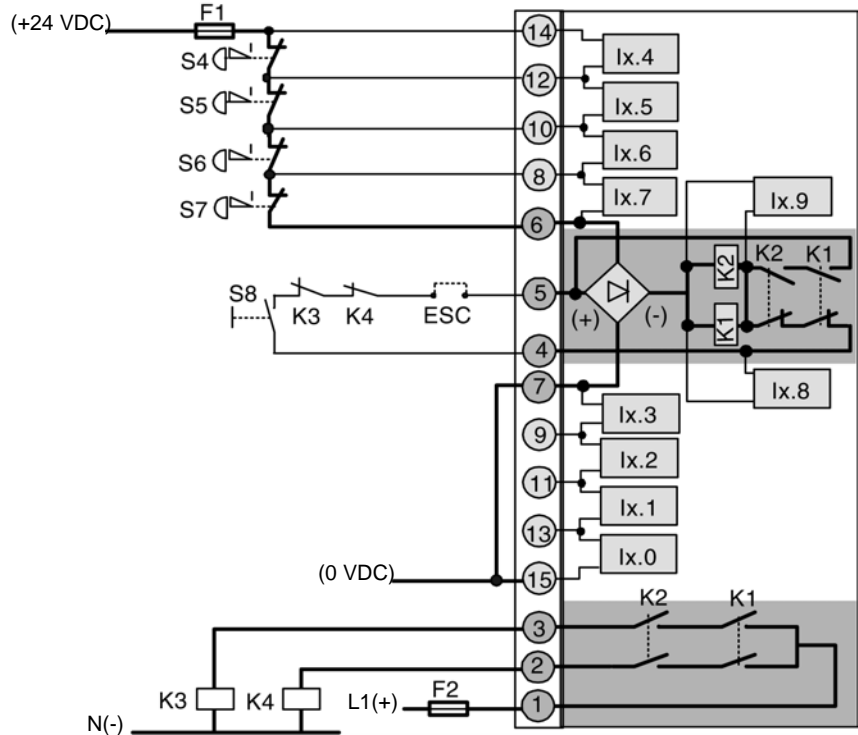 (+24 VDC) F1 14
Ix.4
S4
12
S5 Ix.5
10
S6 Ix.6
8
S7 Ix.7 Ix.9
6
K2 K2 K1
S8 5
K3 K4 ESC (+) (-)
K1
4
7 Ix.8
Ix.3
9
Ix.2
11
Ix.1
13
Ix.0
(0 VDC) 15
K2 K1
3
2
K3 K4 L1(+) F2 1
N(-)